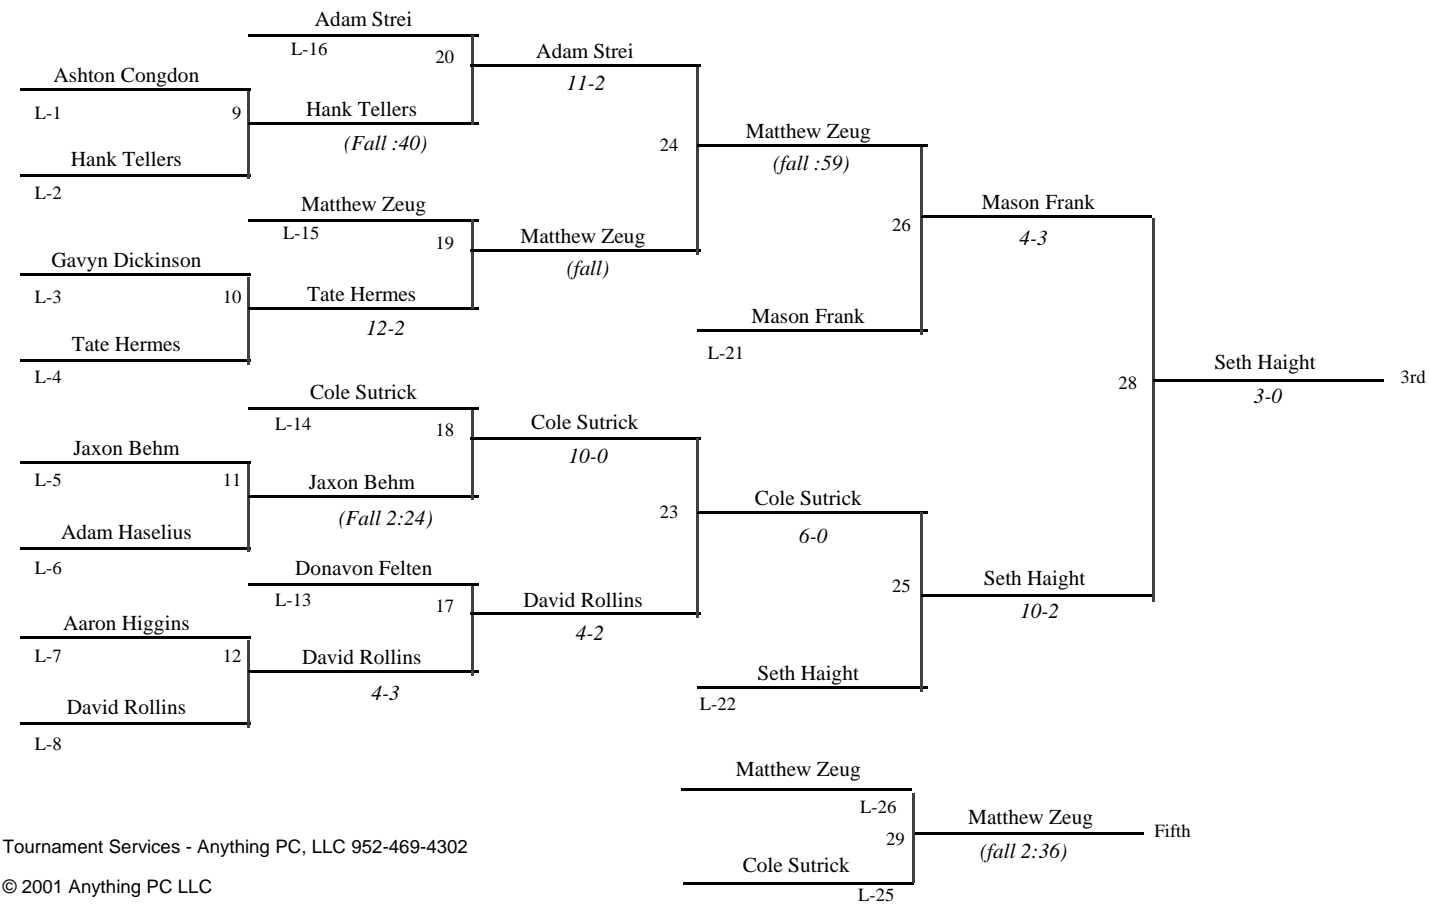 Adam Strei
L-16
20
Adam Strei
11-2
Ashton Congdon
L-1
9
Hank Tellers
(Fall :40)
Hank Tellers
L-2
24
Matthew Zeug
(fall :59)
Matthew Zeug
L-15
19
Matthew Zeug
(fall)
Gavyn Dickinson
L-3
10
Tate Hermes
12-2
Tate Hermes
L-4
26
Mason Frank
4-3
Mason Frank
L-21
28
Seth Haight
3-0
3rd
Cole Sutrick
L-14
18
Cole Sutrick
10-0
Jaxon Behm
L-5
11
Jaxon Behm
(Fall 2:24)
Adam Haselius
L-6
23
Cole Sutrick
6-0
Donavon Felten
L-13
17
David Rollins
4-2
Aaron Higgins
L-7
12
David Rollins
4-3
David Rollins
L-8
25
Seth Haight
10-2
Seth Haight
L-22
Matthew Zeug
L-26
29
Matthew Zeug
(fall 2:36)
Fifth
Cole Sutrick
L-25
Tournament Services - Anything PC, LLC 952-469-4302
© 2001 Anything PC LLC